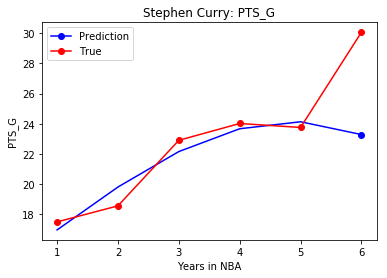 Stephen Curry: PTS_G
Prediction
True
PTS_G
30
28
26
24
22
20
18
1 2 3 4 5 6
Years in NBA